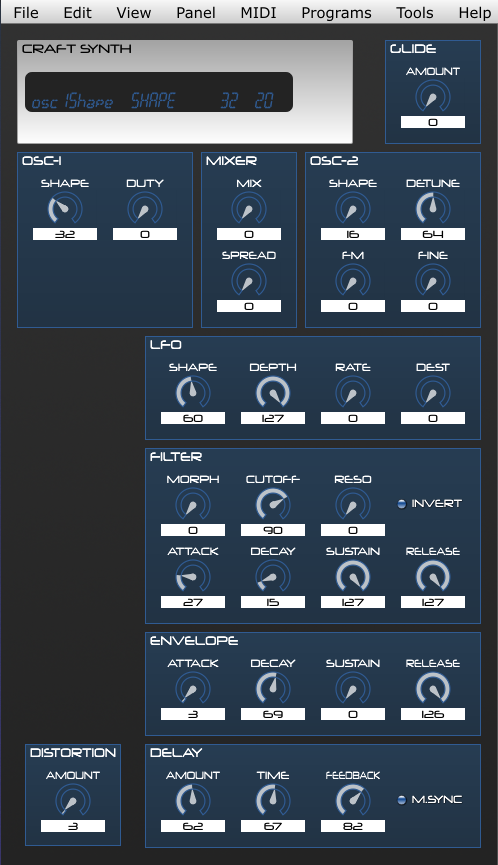 File Edit View Panel MIDI Programs Tools Help
CRAFT SYNTH
osc 1Shape SHAPE 32 20
GLIDE
AMOUNT
0
OSC-1
SHAPE DUTY
32 0
MIXER
MIX
0
SPREAD
0
OSC-2
SHAPE DETUNE
16 64
FM FINE
0 0
LFO
SHAPE DEPTH RATE DEST
60 127 0 0
FILTER
MORPH CUTOFF RESO
INVERT
0 90 0
ATTACK DECAY SUSTAIN RELEASE
27 15 127 127
ENVELOPE
ATTACK DECAY SUSTAIN RELEASE
3 69 0 126
DISTORTION
AMOUNT
3
DELAY
AMOUNT TIME FEEDBACK
M.SYNC
62 67 82